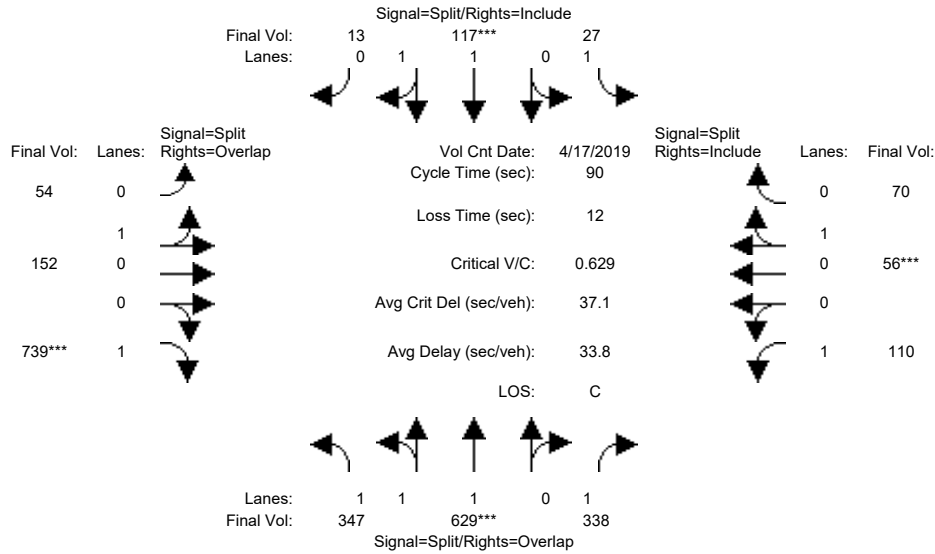 Signal=Split/Rights=Include
Final Vol: 13 117*** 27
Lanes: 0 1 1 0 1
Signal=Split
Final Vol: Lanes: Rights=Overlap
Vol Cnt Date: 4/17/2019
Signal=Split
Rights=Include Lanes: Final Vol:
Cycle Time (sec): 90
54 0
0 70
Loss Time (sec): 12
1
1
152 0
Critical V/C: 0.629
0 56***
0
Avg Crit Del (sec/veh): 37.1
0
739*** 1
Avg Delay (sec/veh): 33.8
1 110
LOS: C
Lanes: 1 1 1 0 1
Final Vol: 347 629*** 338
Signal=Split/Rights=Overlap